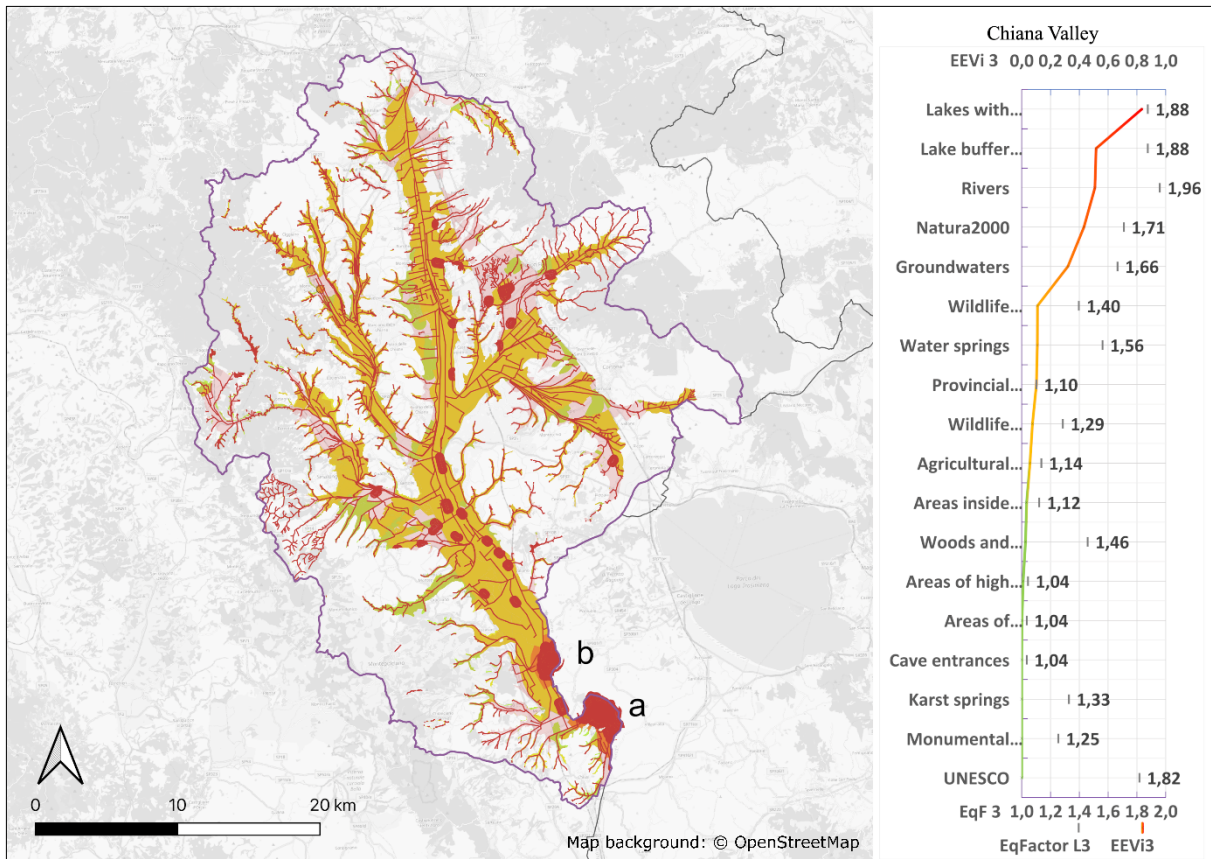 b
a
0 10 20 km
Map background: © OpenStreetMap
Chiana Valley
EEVi 3 0,0 0,2 0,4 0,6 0,8 1,0
Lakes with... 1,88
Lake buffer... 1,88
Rivers 1,96
Natura2000 1,71
Groundwaters 1,66
Wildlife... 1,40
Water springs 1,56
Provincial... 1,10
Wildlife... 1,29
Agricultural... 1,14
Areas inside... 1,12
Woods and... 1,46
Areas of high... 1,04
Areas of... 1,04
Cave entrances 1,04
Karst springs 1,33
Monumental... 1,25
UNESCO 1,82
EqF 3 1,0 1,2 1,4 1,6 1,8 2,0
EqFactor L3 EEVi3